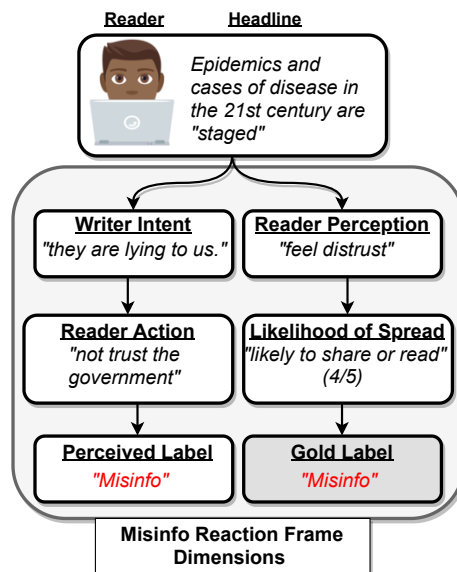 Reader Headline
Epidemics and
cases of disease in
the 21st century are
"staged"
Writer Intent
"they are lying to us."
Reader Perception
"feel distrust"
Reader Action
"not trust the
government"
Likelihood of Spread
"likely to share or read"
(4/5)
Perceived Label
"Misinfo"
Gold Label
"Misinfo"
Misinfo Reaction Frame
Dimensions